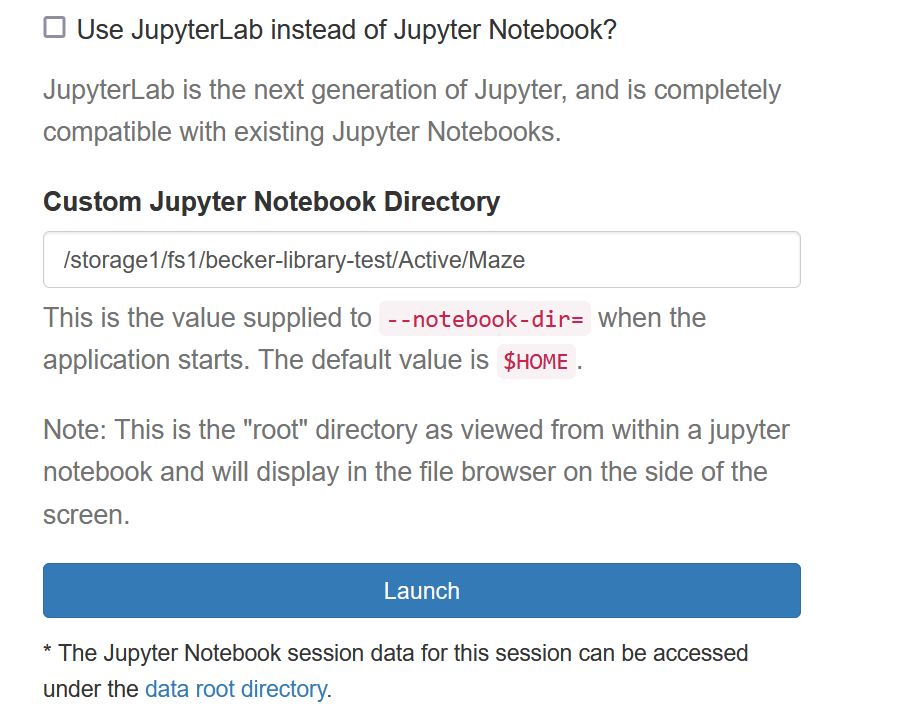 Use JupyterLab instead of Jupyter Notebook?
JupyterLab is the next generation of Jupyter, and is completely
compatible with existing Jupyter Notebooks.
Custom Jupyter Notebook Directory
/storage1/fs1/becker-library-test/Active/Maze
This is the value supplied to --notebook-dir= when the
application starts. The default value is $HOME.
Note: This is the "root" directory as viewed from within a jupyter
notebook and will display in the file browser on the side of the
screen.
Launch
* The Jupyter Notebook session data for this session can be accessed
under the data root directory.